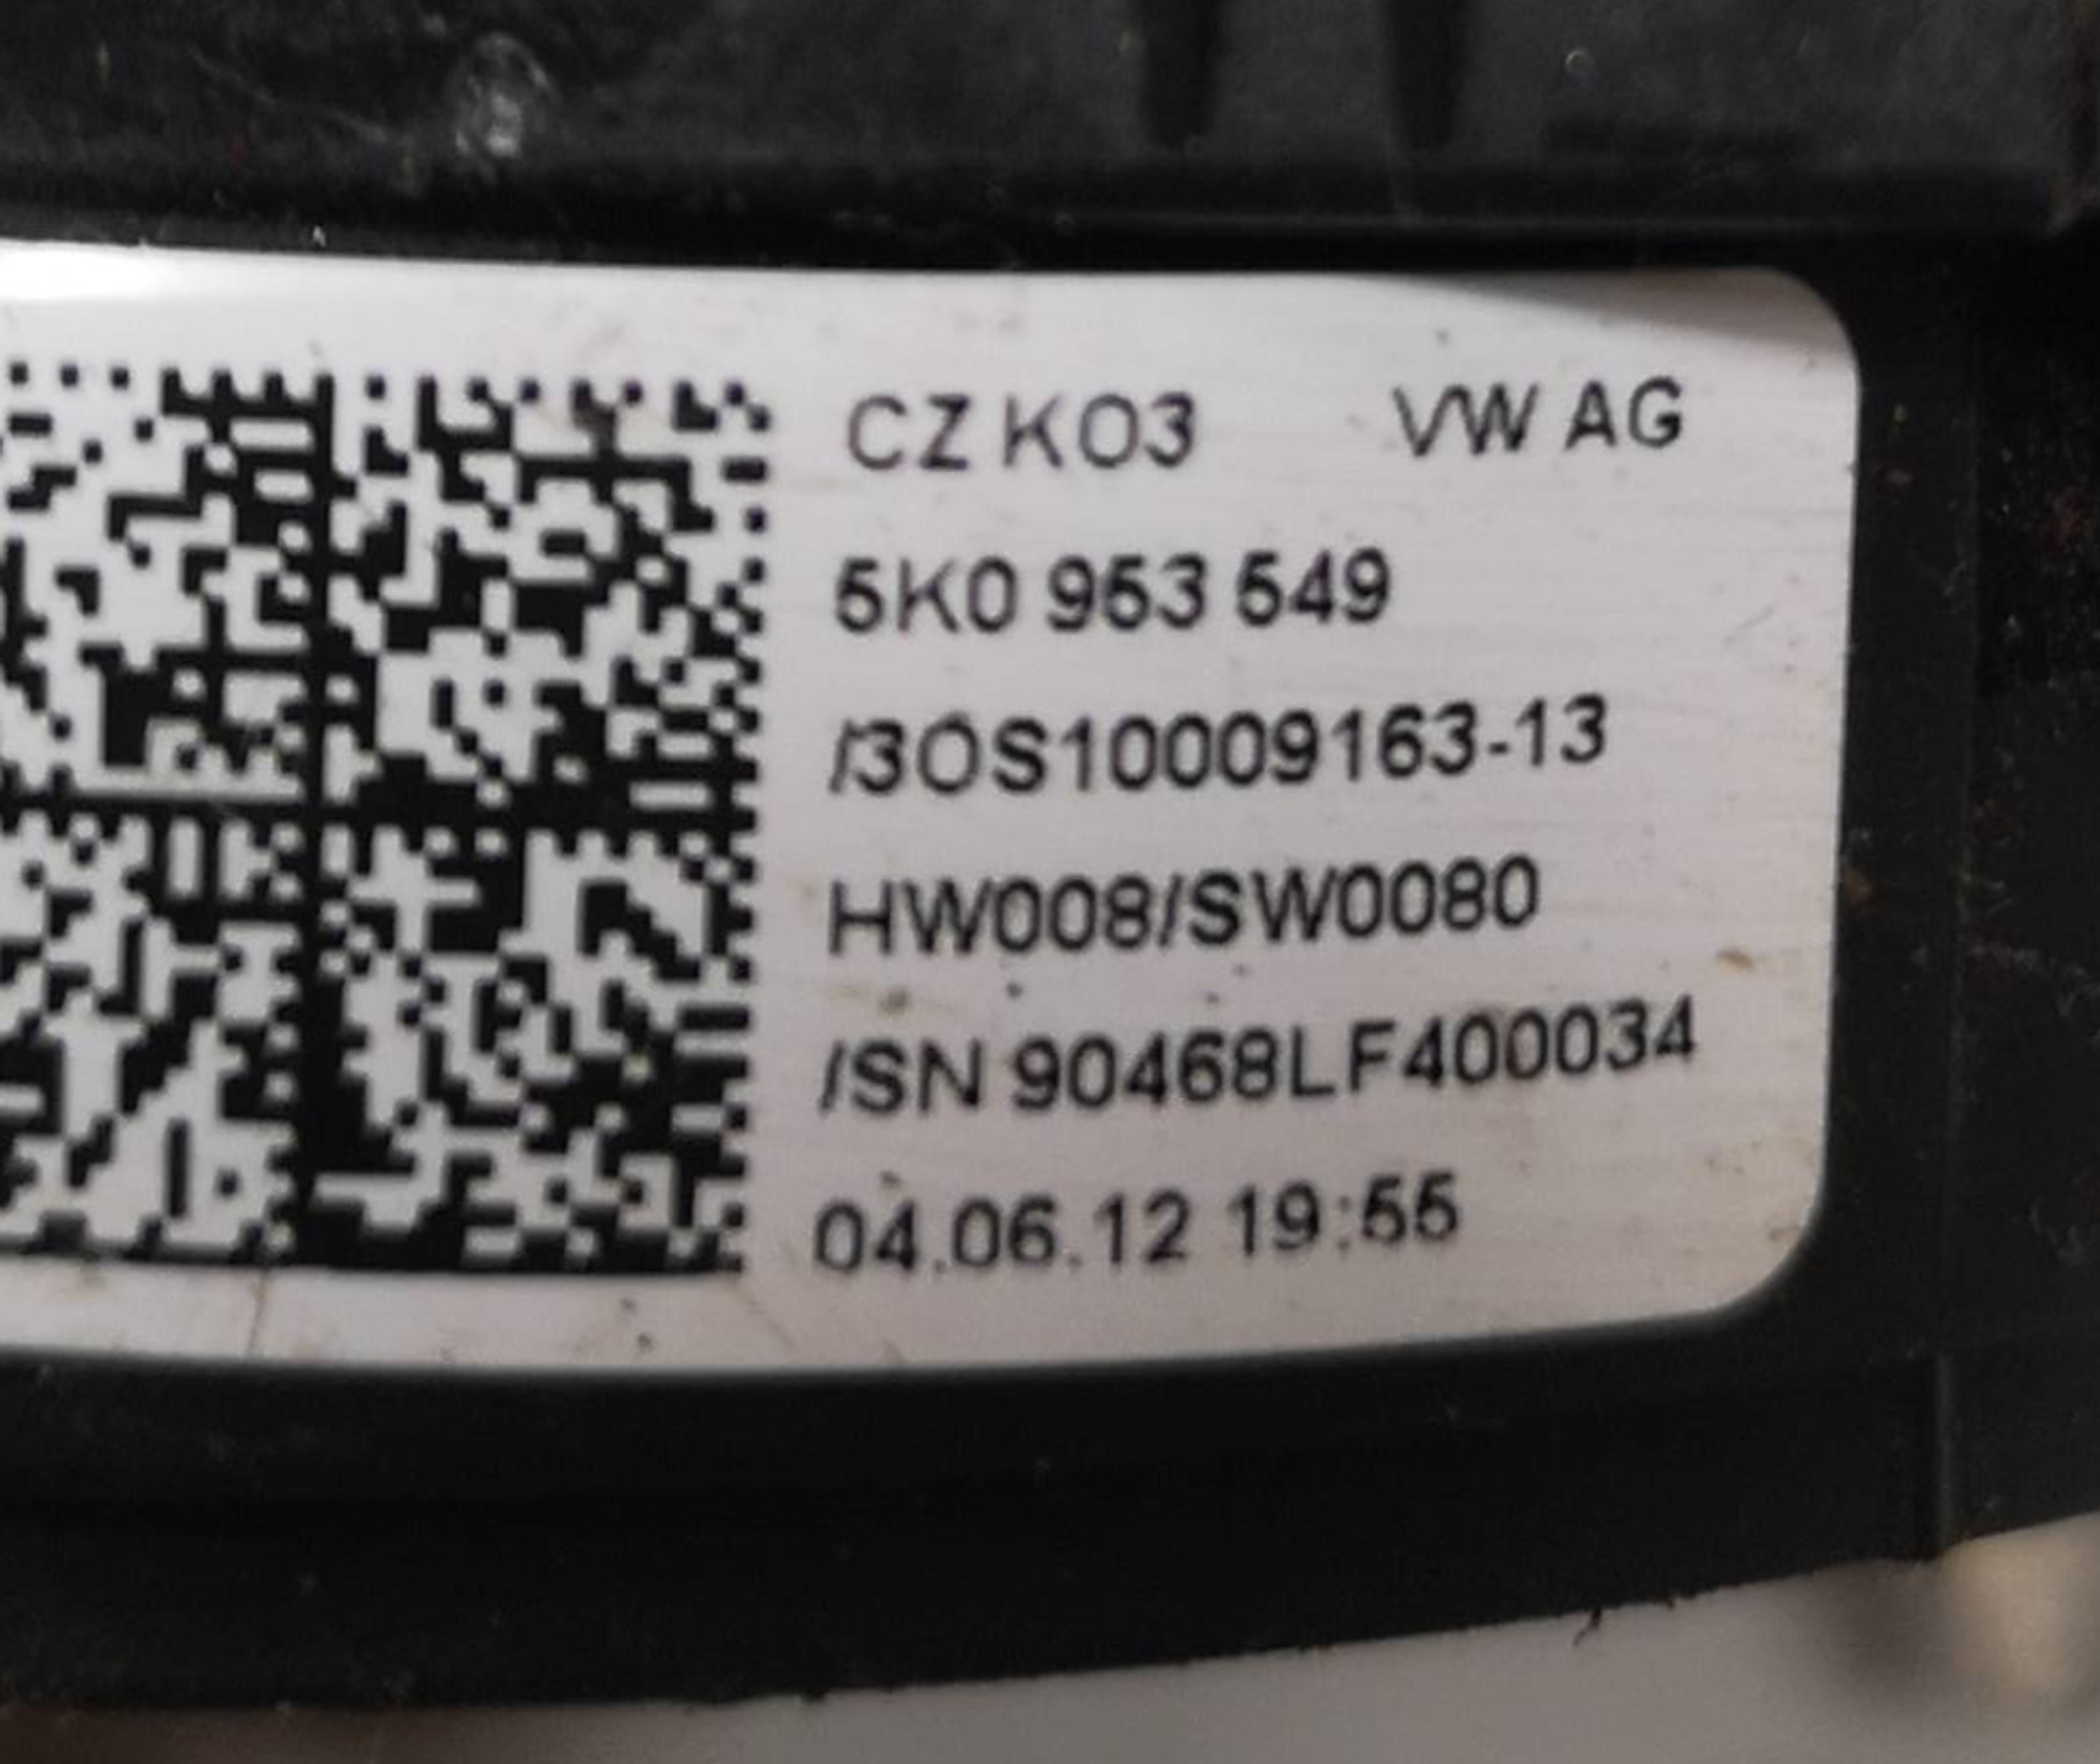 CZ KO3 VW AG
5K0 953 549
/3OS10009163-13
HW008/SW0080
/SN 90468LF400034
04.06.12 19:55